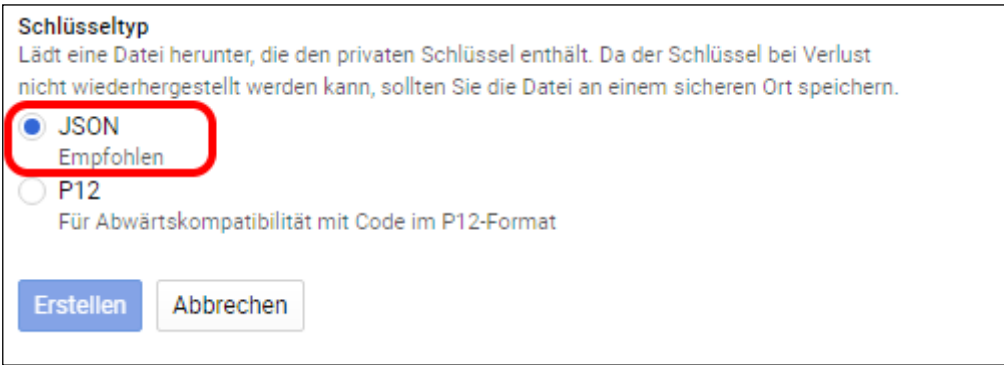 Schlüsseltyp
Lädt eine Datei herunter, die den privaten Schlüssel enthält. Da der Schlüssel bei Verlust
nicht wiederhergestellt werden kann, sollten Sie die Datei an einem sicheren Ort speichern.
JSON
Empfohlen
P12
Für Abwärtskompatibilität mit Code im P12-Format
Erstellen Abbrechen